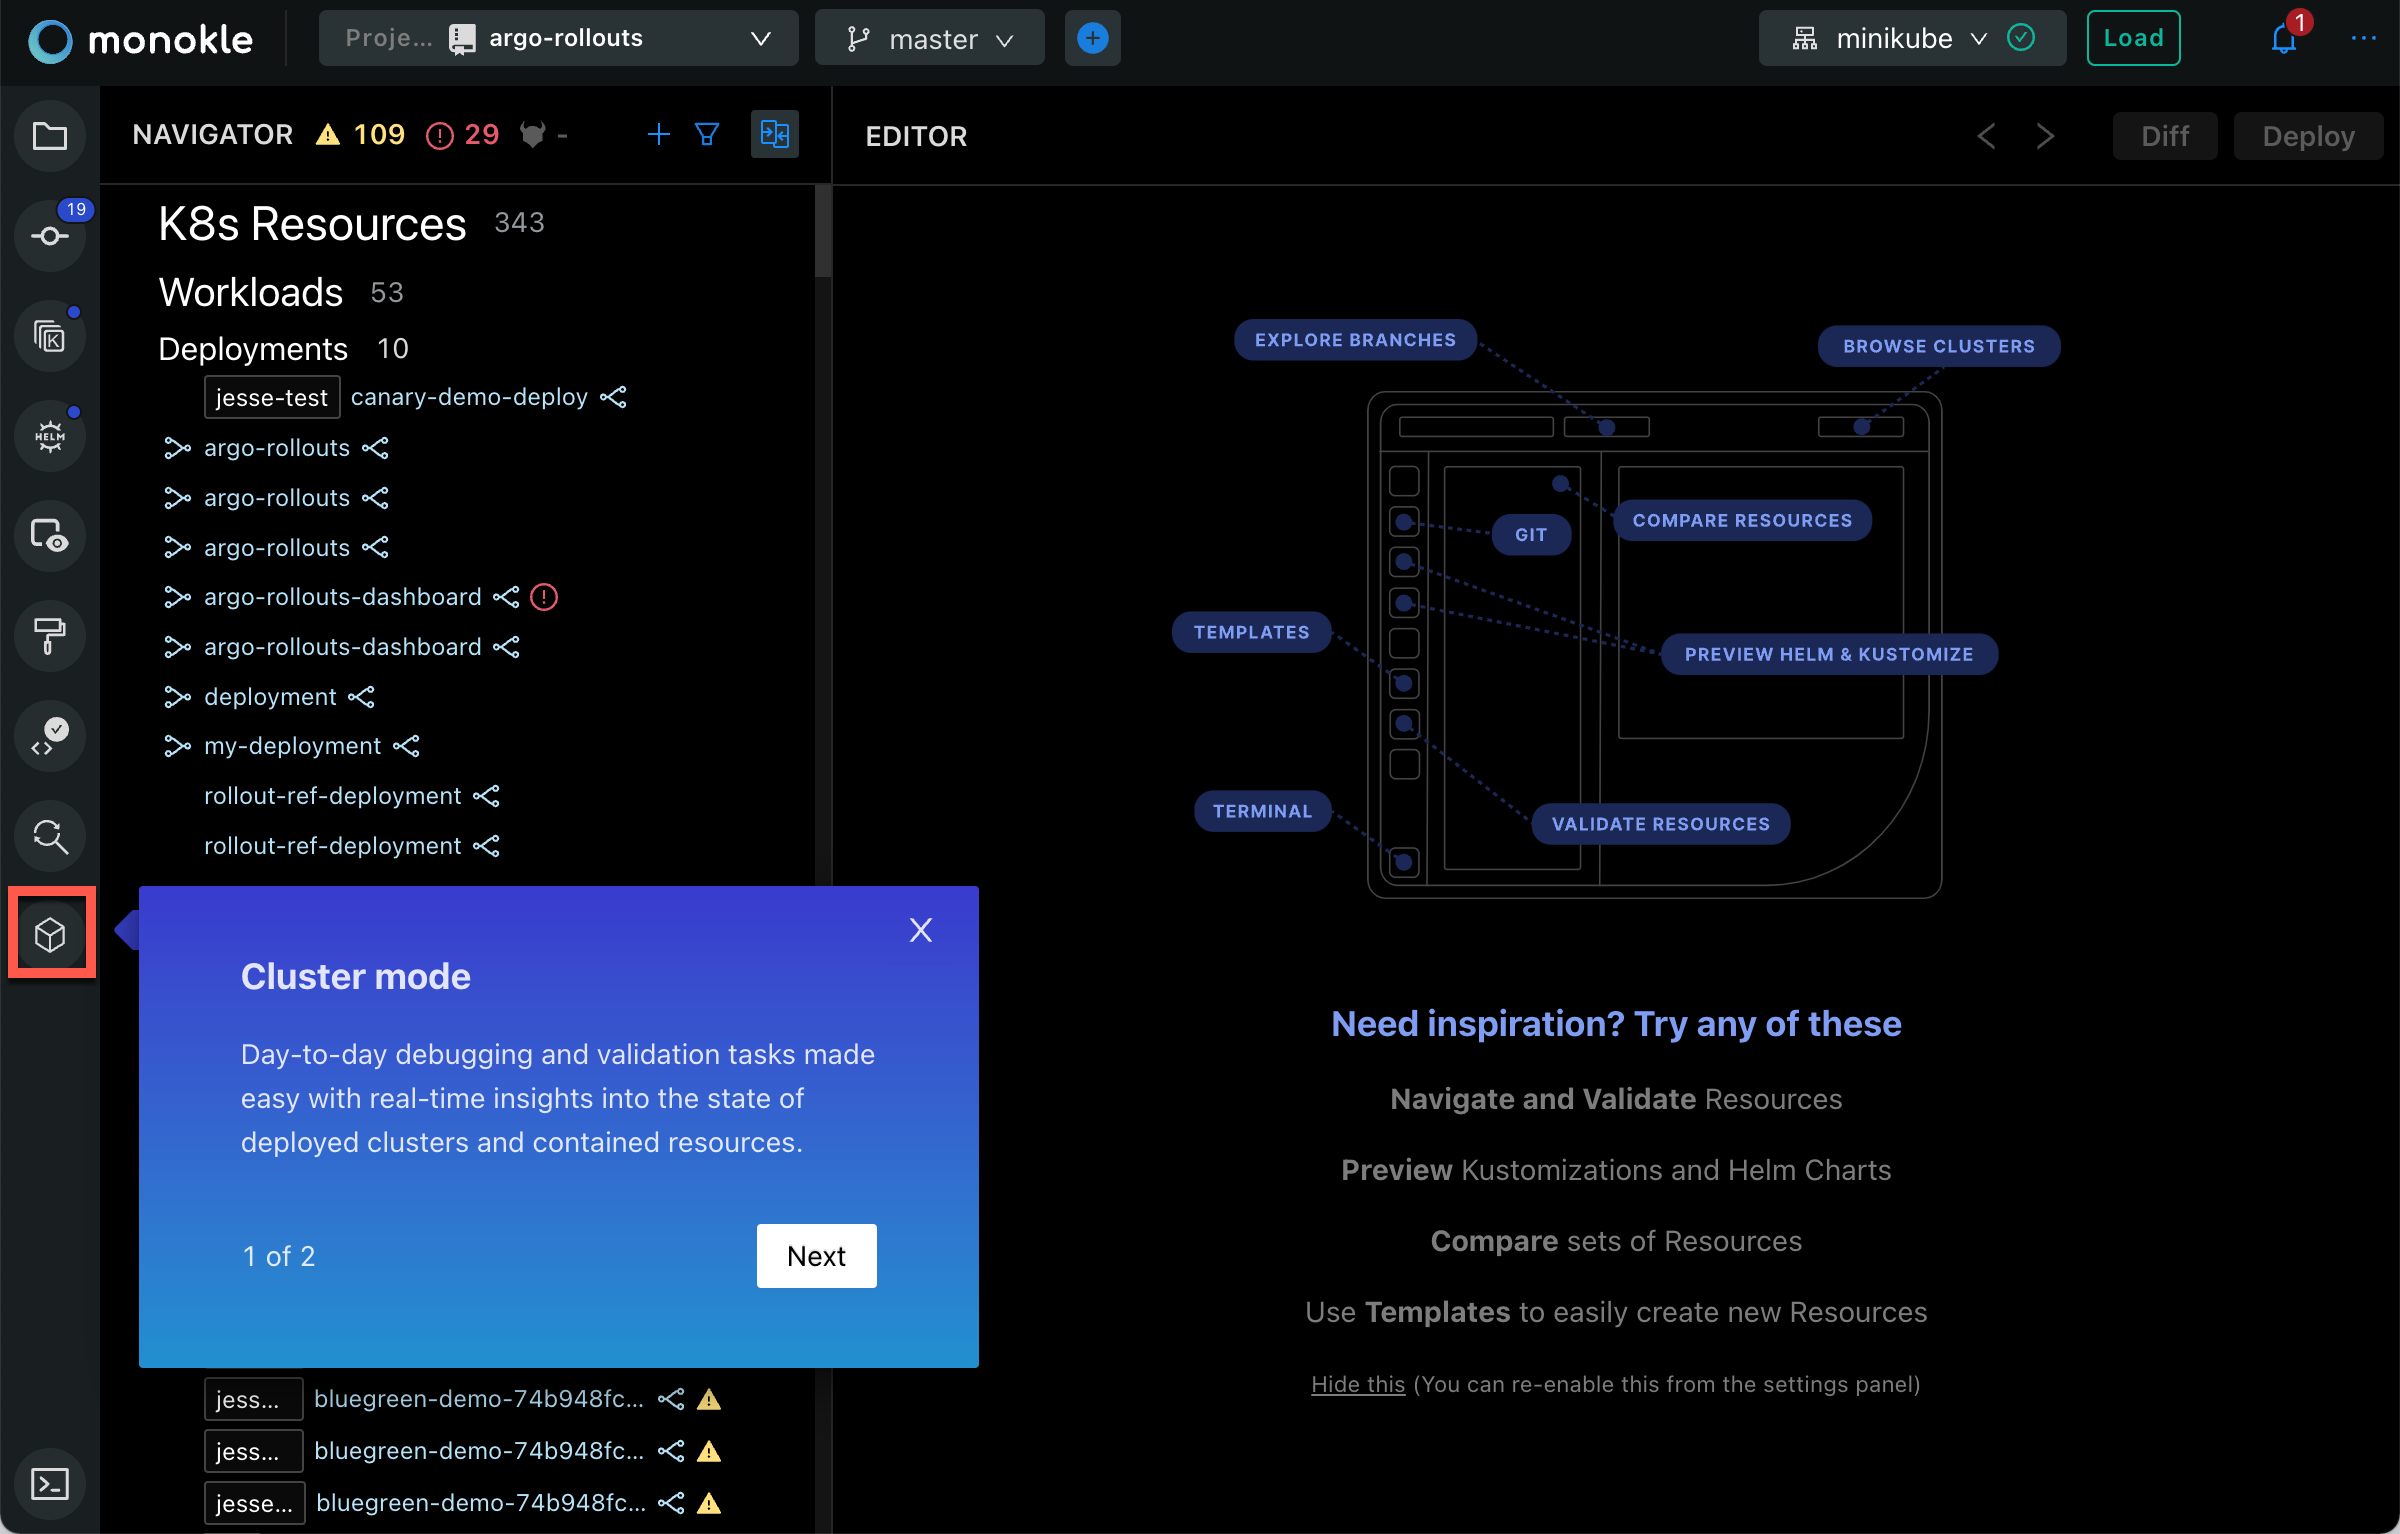 monokle
Proje... argo-rollouts
master
minikube
Load
1
NAVIGATOR 109 29 -
EDITOR
Diff
Deploy
19
K
HELM
K8s Resources 343
Workloads 53
Deployments 10
jesse-test canary-demo-deploy
argo-rollouts
argo-rollouts
argo-rollouts
argo-rollouts-dashboard
argo-rollouts-dashboard
deployment
my-deployment
rollout-ref-deployment
rollout-ref-deployment
Cluster mode
Day-to-day debugging and validation tasks made
easy with real-time insights into the state of
deployed clusters and contained resources.
1 of 2
Next
jess... bluegreen-demo-74b948fc...
jess... bluegreen-demo-74b948fc...
jesse... bluegreen-demo-74b948fc...
EXPLORE BRANCHES
BROWSE CLUSTERS
COMPARE RESOURCES
GIT
TEMPLATES
PREVIEW HELM & KUSTOMIZE
TERMINAL
VALIDATE RESOURCES
Need inspiration? Try any of these
Navigate and Validate Resources
Preview Kustomizations and Helm Charts
Compare sets of Resources
Use Templates to easily create new Resources
Hide this (You can re-enable this from the settings panel)